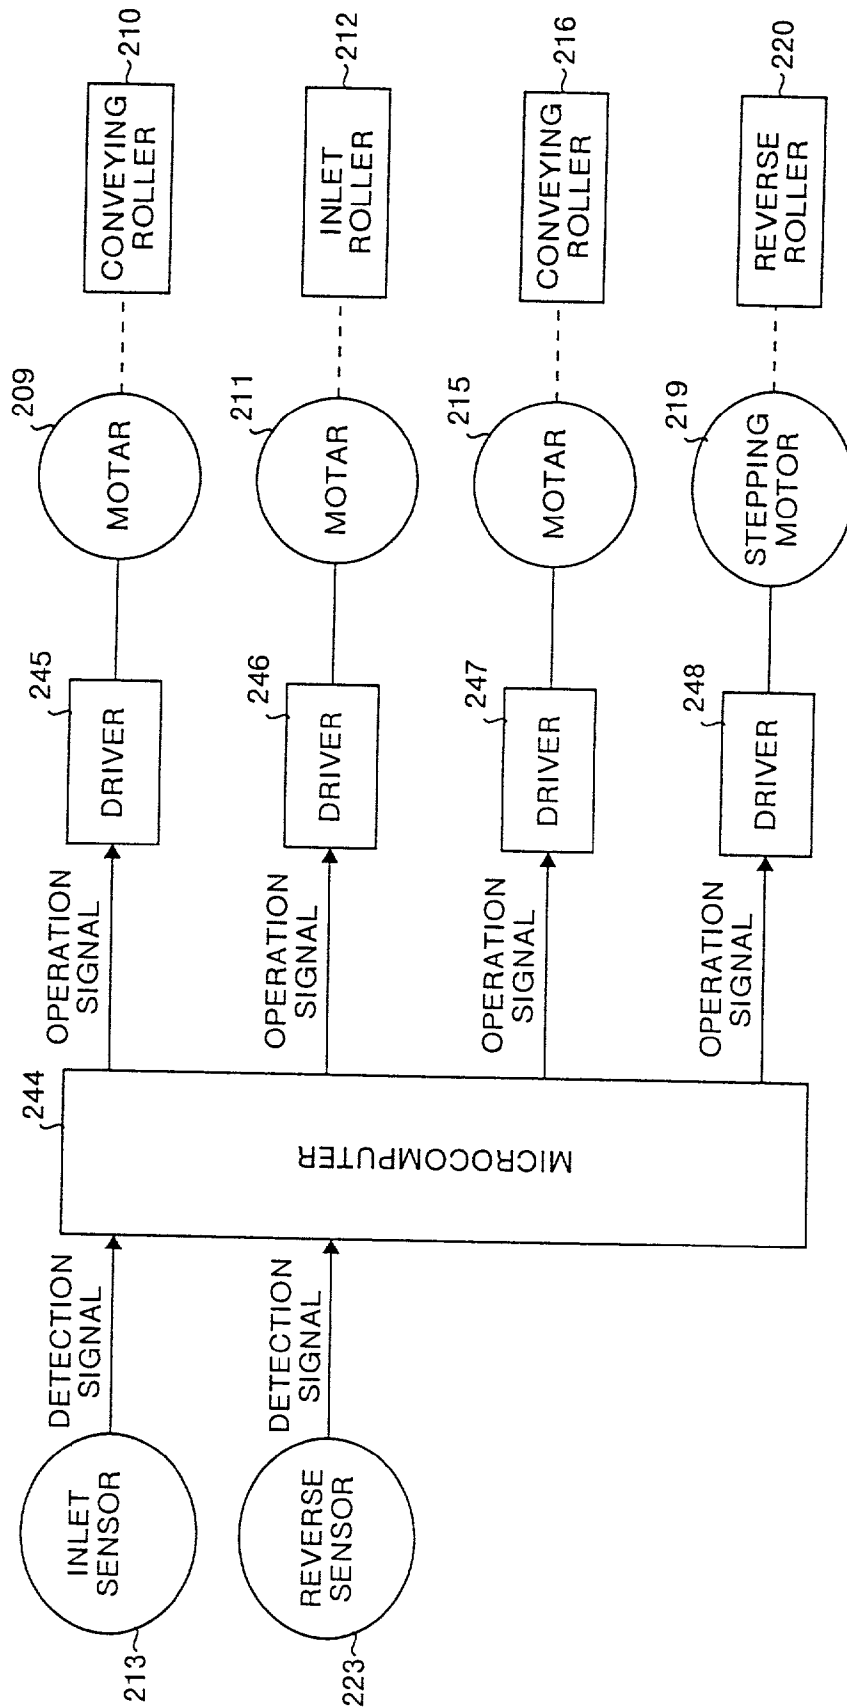 213
INLET
SENSOR
DETECTION
SIGNAL
223
REVERSE
SENSOR
DETECTION
SIGNAL
244
MICROCOMPUTER
OPERATION
SIGNAL
245
DRIVER
209
MOTAR
210
CONVEYING
ROLLER
OPERATION
SIGNAL
246
DRIVER
211
MOTAR
212
INLET
ROLLER
OPERATION
SIGNAL
247
DRIVER
215
MOTAR
216
CONVEYING
ROLLER
OPERATION
SIGNAL
248
DRIVER
219
STEPPING
MOTOR
220
REVERSE
ROLLER